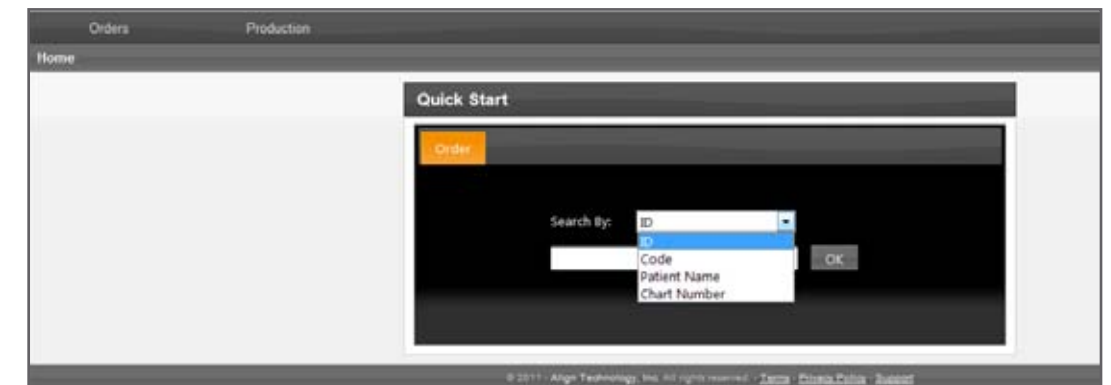 Orders Production
Home
Quick Start
Order
Search By: ID
ID
Code
Patient Name
Chart Number
OK
© 2011 - Align Technology, Inc. All rights reserved. - Terms - Privacy Policy - Support